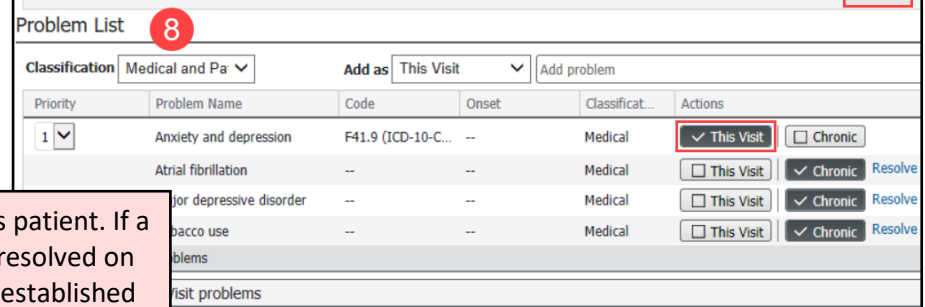 Problem List 8
Classification Medical and Pa Add as This Visit Add problem
Priority Problem Name Code Onset Classificat... Actions
1 Anxiety and depression F41.9 (ICD-10-C... -- Medical This Visit Chronic
Atrial fibrillation -- -- Medical This Visit Chronic Resolve
jor depressive disorder -- -- Medical This Visit Chronic Resolve
bacco use -- -- Medical This Visit Chronic Resolve
blems
Visit problems
s patient. If a
resolved on
established